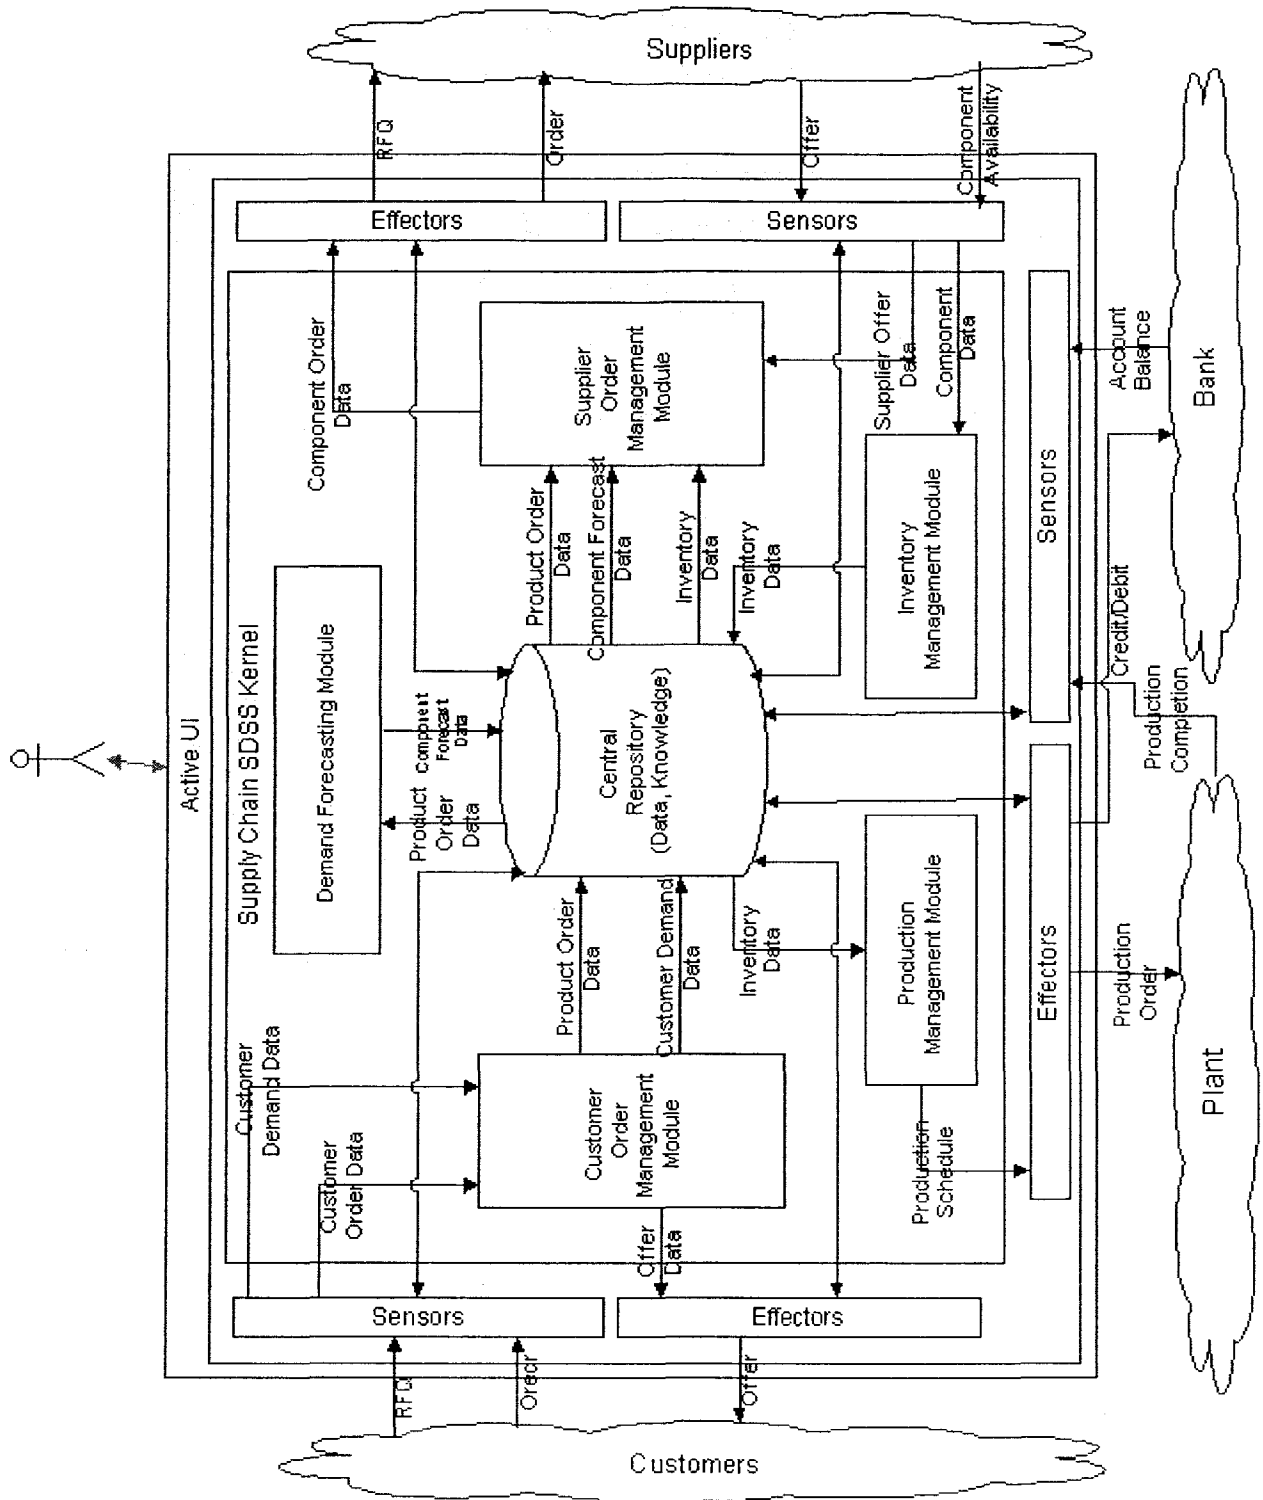 Suppliers
RFQ
Order
Offer
Component
Availability
Effectors
Sensors
Active UI
Supply Chain SDSS Kernel
Component Order
Data
Supplier
Order
Management
Module
Supplier Offer
Data
Component
Data
Sensors
Account
Balance
Bank
Product Order
Data
Component Forecast
Data
Inventory
Data
Inventory
Data
Inventory
Management Module
Credit/Debit
Demand Forecasting Module
Component
Forecast
Data
Product
Order
Data
Central
Repository
(Data, Knowledge)
Production
Completion
Product Order
Data
Customer Demand
Data
Inventory
Data
Production
Management Module
Effectors
Production
Order
Plant
Customer
Demand Data
Customer
Order Data
Customer
Order
Management
Module
Production
Schedule
Offer
Data
Sensors
Effectors
RFQ
Oredr
Offer
Customers